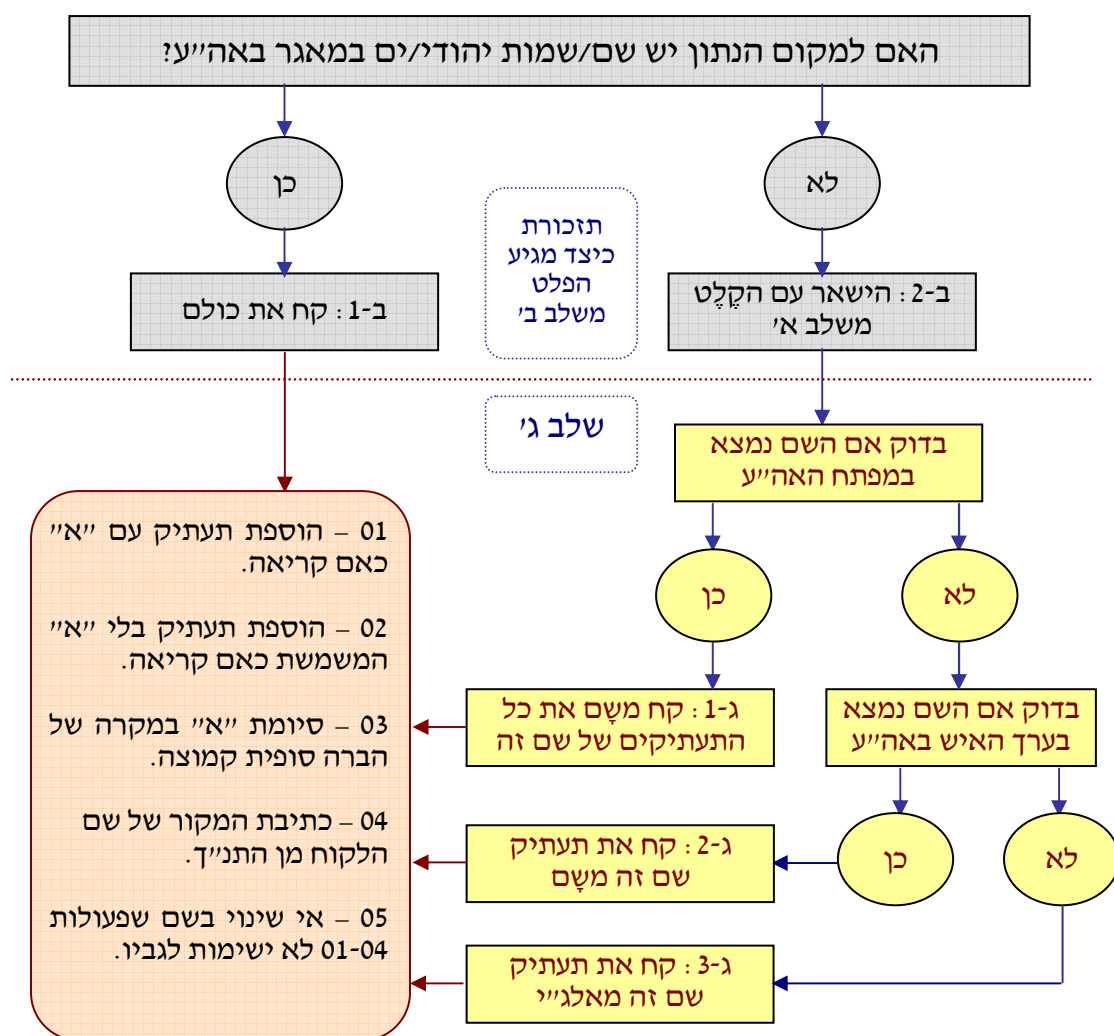 האם למקום הנתון יש שם/שמות יהודי/ים במאגר באה״ע?
לא
כן
תזכורת
כיצד מגיע
הפלט
משלב ב׳
ב-2: הישאר עם הקֶלֶט
משלב א׳
ב-1: קח את כולם
שלב ג׳
בדוק אם השם נמצא
במפתח האה״ע
כן
לא
ג-1: קח משָם את כל
התעתיקים של שם זה
בדוק אם השם נמצא
בערך האיש באה״ע
כן
לא
ג-2: קח את תעתיק
שם זה משָם
ג-3: קח את תעתיק
שם זה מאלג״י
01 – הוספת תעתיק עם ״א״
כאם קריאה.
02 – הוספת תעתיק בלי ״א״
המשמשת כאם קריאה.
03 – סיומת ״א״ במקרה של
הברה סופית קמוצה.
04 – כתיבת המקור של שם
הלקוח מן התנ״ך.
05 – אי שינוי בשם שפעולות
01-04 לא ישימות לגביו.